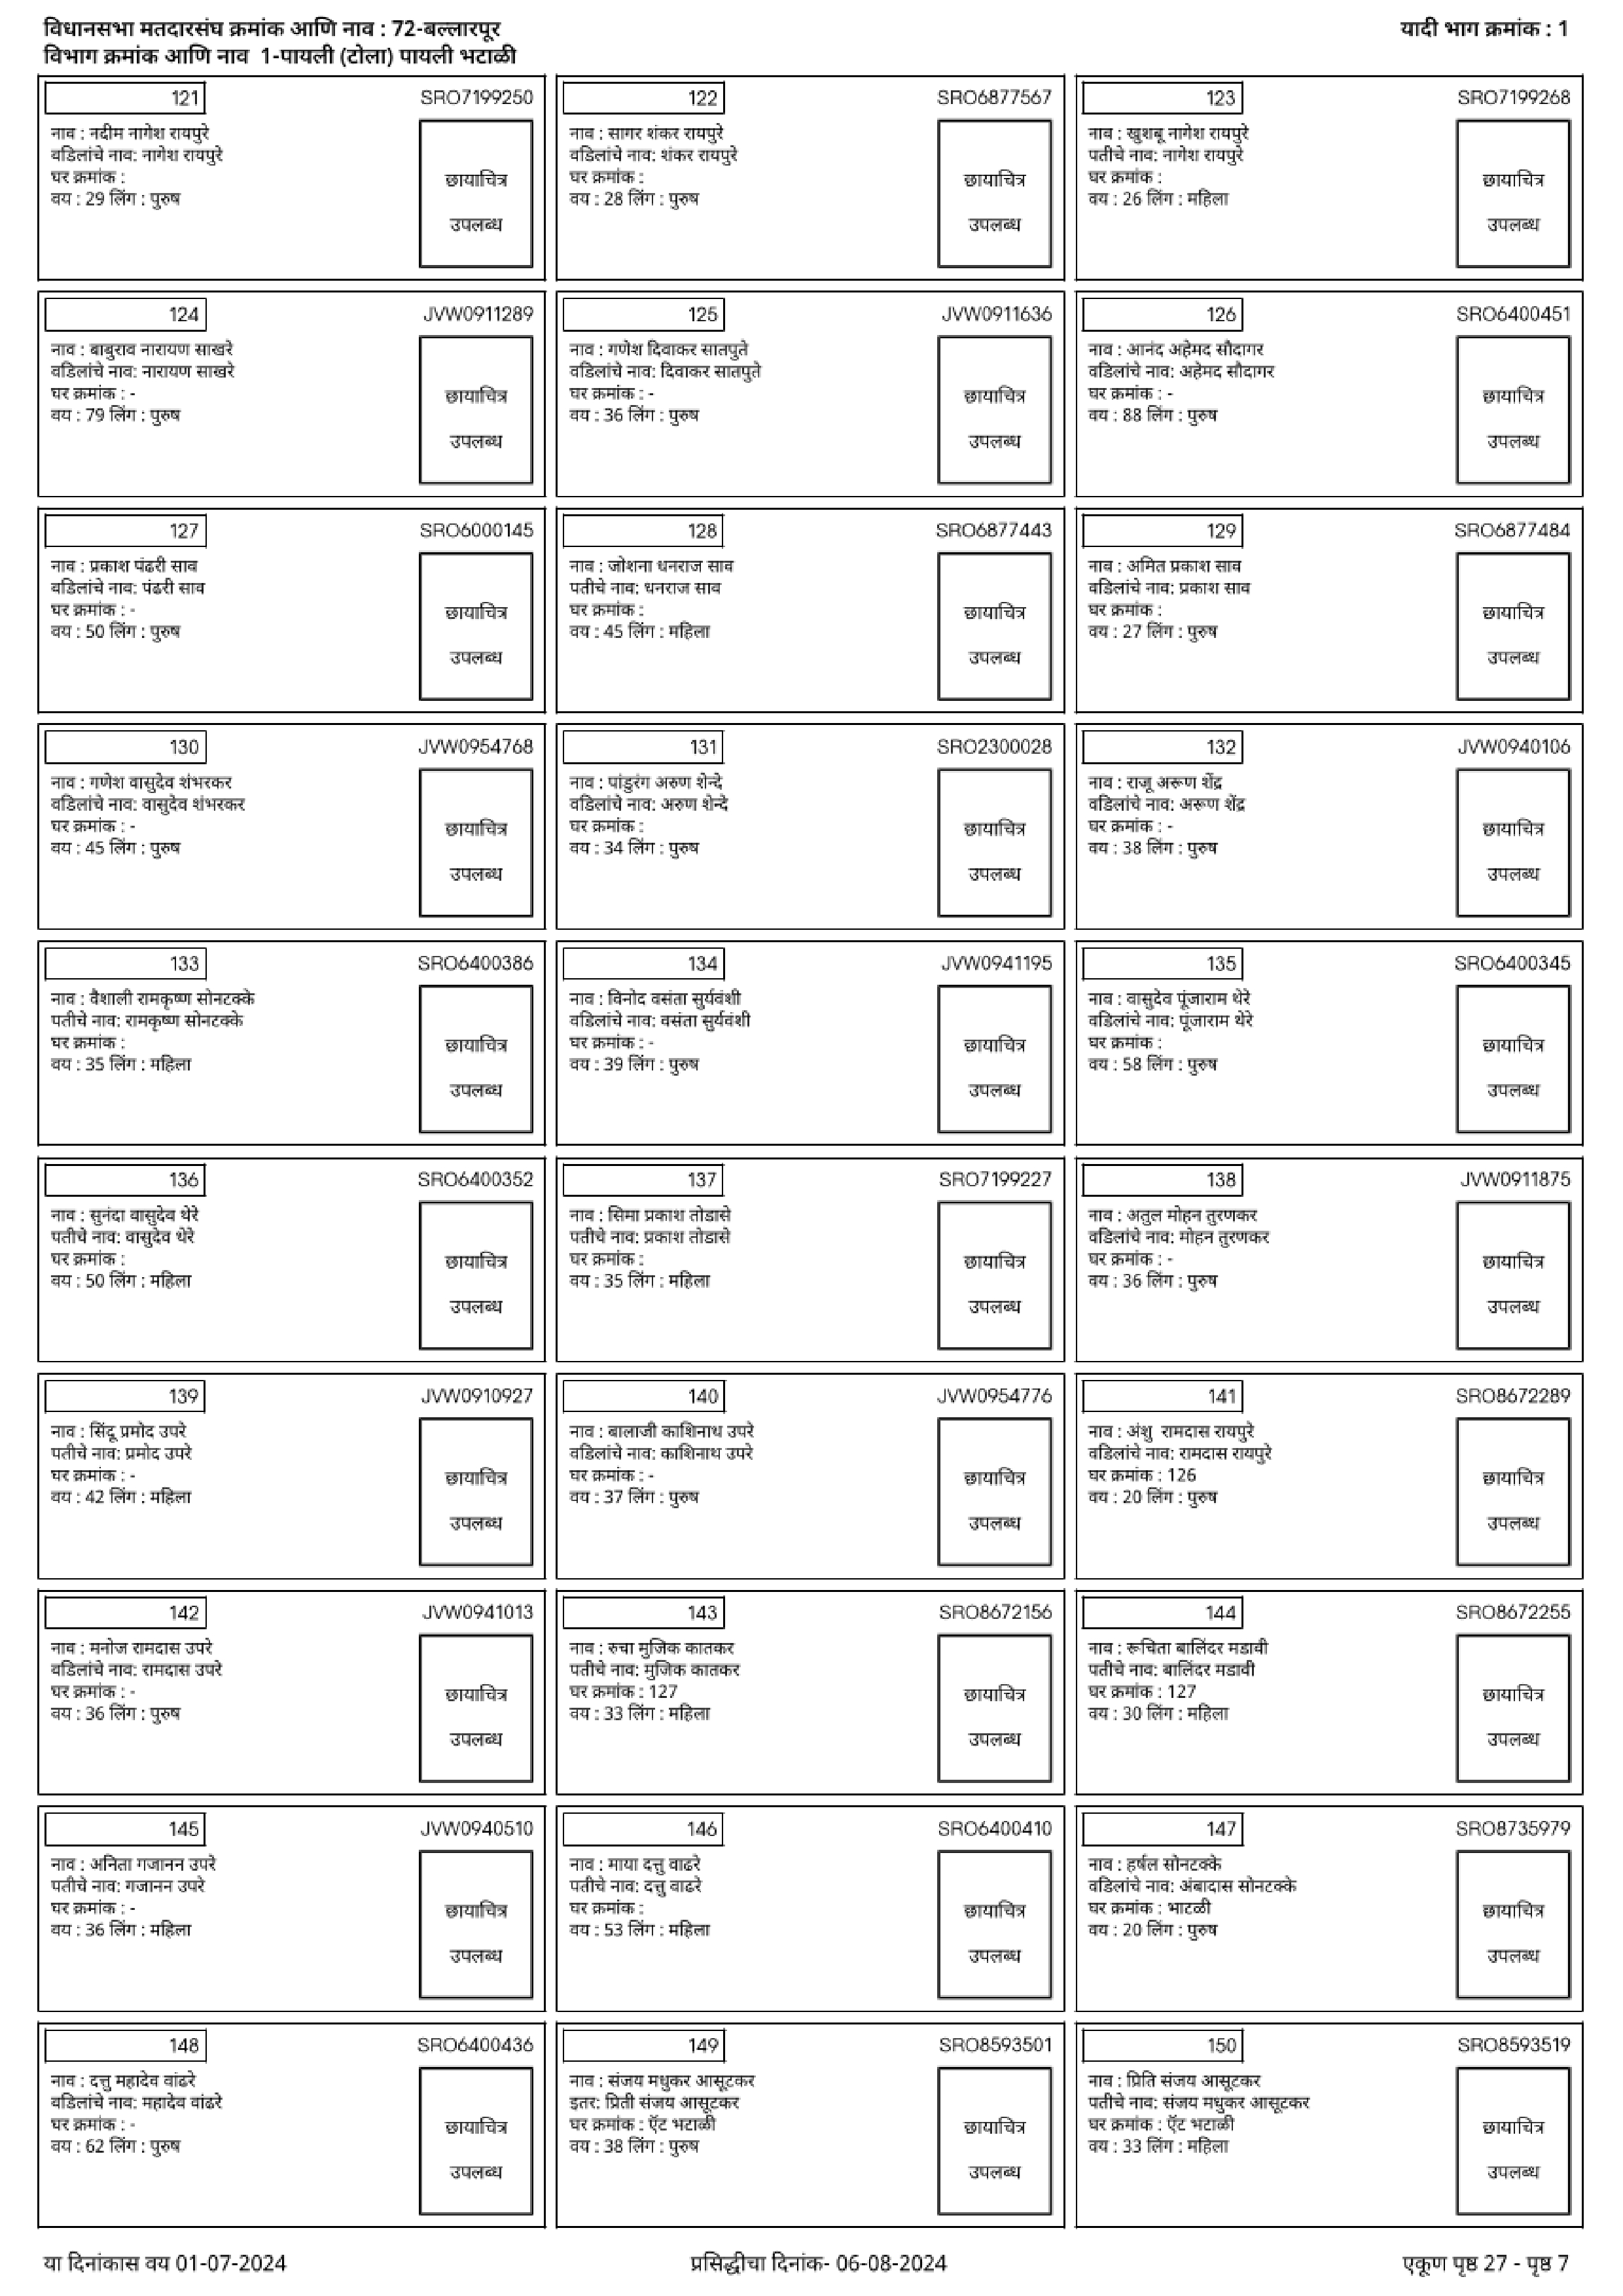 विधानसभा मतदारसंघ क्रमांक आणि नाव : 72-बल्लारपूर
यादी भाग क्रमांक : 1
विभाग क्रमांक आणि नाव 1-पायली (टोला) पायली भटाळी
121 SRO7199250
नाव : नदीम नागेश रायपुरे
वडिलांचे नाव: नागेश रायपुरे
घर क्रमांक :
वय : 29 लिंग : पुरुष
छायाचित्र
उपलब्ध
122 SRO6877567
नाव : सागर शंकर रायपुरे
वडिलांचे नाव: शंकर रायपुरे
घर क्रमांक :
वय : 28 लिंग : पुरुष
छायाचित्र
उपलब्ध
123 SRO7199268
नाव : खुशबू नागेश रायपुरे
पतीचे नाव: नागेश रायपुरे
घर क्रमांक :
वय : 26 लिंग : महिला
छायाचित्र
उपलब्ध
124 JVW0911289
नाव : बाबुराव नारायण साखरे
वडिलांचे नाव: नारायण साखरे
घर क्रमांक : -
वय : 79 लिंग : पुरुष
छायाचित्र
उपलब्ध
125 JVW0911636
नाव : गणेश दिवाकर सातपुते
वडिलांचे नाव: दिवाकर सातपुते
घर क्रमांक : -
वय : 36 लिंग : पुरुष
छायाचित्र
उपलब्ध
126 SRO6400451
नाव : आनंद अहेमद सौदागर
वडिलांचे नाव: अहेमद सौदागर
घर क्रमांक : -
वय : 88 लिंग : पुरुष
छायाचित्र
उपलब्ध
127 SRO6000145
नाव : प्रकाश पंढरी साव
वडिलांचे नाव: पंढरी साव
घर क्रमांक : -
वय : 50 लिंग : पुरुष
छायाचित्र
उपलब्ध
128 SRO6877443
नाव : जोशना धनराज साव
पतीचे नाव: धनराज साव
घर क्रमांक :
वय : 45 लिंग : महिला
छायाचित्र
उपलब्ध
129 SRO6877484
नाव : अमित प्रकाश साव
वडिलांचे नाव: प्रकाश साव
घर क्रमांक :
वय : 27 लिंग : पुरुष
छायाचित्र
उपलब्ध
130 JVW0954768
नाव : गणेश वासुदेव शंभरकर
वडिलांचे नाव: वासुदेव शंभरकर
घर क्रमांक : -
वय : 45 लिंग : पुरुष
छायाचित्र
उपलब्ध
131 SRO2300028
नाव : पांडुरंग अरुण शेन्दे
वडिलांचे नाव: अरुण शेन्दे
घर क्रमांक :
वय : 34 लिंग : पुरुष
छायाचित्र
उपलब्ध
132 JVW0940106
नाव : राजू अरूण शेंद्र
वडिलांचे नाव: अरूण शेंद्र
घर क्रमांक : -
वय : 38 लिंग : पुरुष
छायाचित्र
उपलब्ध
133 SRO6400386
नाव : वैशाली रामकृष्ण सोनटक्के
पतीचे नाव: रामकृष्ण सोनटक्के
घर क्रमांक :
वय : 35 लिंग : महिला
छायाचित्र
उपलब्ध
134 JVW0941195
नाव : विनोद वसंता सुर्यवंशी
वडिलांचे नाव: वसंता सुर्यवंशी
घर क्रमांक : -
वय : 39 लिंग : पुरुष
छायाचित्र
उपलब्ध
135 SRO6400345
नाव : वासुदेव पूंजाराम थेरे
वडिलांचे नाव: पूंजाराम थेरे
घर क्रमांक :
वय : 58 लिंग : पुरुष
छायाचित्र
उपलब्ध
136 SRO6400352
नाव : सुनंदा वासुदेव थेरे
पतीचे नाव: वासुदेव थेरे
घर क्रमांक :
वय : 50 लिंग : महिला
छायाचित्र
उपलब्ध
137 SRO7199227
नाव : सिमा प्रकाश तोडासे
पतीचे नाव: प्रकाश तोडासे
घर क्रमांक :
वय : 35 लिंग : महिला
छायाचित्र
उपलब्ध
138 JVW0911875
नाव : अतुल मोहन तुरणकर
वडिलांचे नाव: मोहन तुरणकर
घर क्रमांक : -
वय : 36 लिंग : पुरुष
छायाचित्र
उपलब्ध
139 JVW0910927
नाव : सिंदू प्रमोद उपरे
पतीचे नाव: प्रमोद उपरे
घर क्रमांक : -
वय : 42 लिंग : महिला
छायाचित्र
उपलब्ध
140 JVW0954776
नाव : बालाजी काशिनाथ उपरे
वडिलांचे नाव: काशिनाथ उपरे
घर क्रमांक : -
वय : 37 लिंग : पुरुष
छायाचित्र
उपलब्ध
141 SRO8672289
नाव : अंशु रामदास रायपुरे
वडिलांचे नाव: रामदास रायपुरे
घर क्रमांक : 126
वय : 20 लिंग : पुरुष
छायाचित्र
उपलब्ध
142 JVW0941013
नाव : मनोज रामदास उपरे
वडिलांचे नाव: रामदास उपरे
घर क्रमांक : -
वय : 36 लिंग : पुरुष
छायाचित्र
उपलब्ध
143 SRO8672156
नाव : रुचा मुजिक कातकर
पतीचे नाव: मुजिक कातकर
घर क्रमांक : 127
वय : 33 लिंग : महिला
छायाचित्र
उपलब्ध
144 SRO8672255
नाव : रूचिता बालिंदर मडावी
पतीचे नाव: बालिंदर मडावी
घर क्रमांक : 127
वय : 30 लिंग : महिला
छायाचित्र
उपलब्ध
145 JVW0940510
नाव : अनिता गजानन उपरे
पतीचे नाव: गजानन उपरे
घर क्रमांक : -
वय : 36 लिंग : महिला
छायाचित्र
उपलब्ध
146 SRO6400410
नाव : माया दत्तु वाढरे
पतीचे नाव: दत्तु वाढरे
घर क्रमांक :
वय : 53 लिंग : महिला
छायाचित्र
उपलब्ध
147 SRO8735979
नाव : हर्षल सोनटक्के
वडिलांचे नाव: अंबादास सोनटक्के
घर क्रमांक : भाटळी
वय : 20 लिंग : पुरुष
छायाचित्र
उपलब्ध
148 SRO6400436
नाव : दत्तु महादेव वांढरे
वडिलांचे नाव: महादेव वांढरे
घर क्रमांक : -
वय : 62 लिंग : पुरुष
छायाचित्र
उपलब्ध
149 SRO8593501
नाव : संजय मधुकर आसूटकर
इतर: प्रिती संजय आसूटकर
घर क्रमांक : ऍट भटाळी
वय : 38 लिंग : पुरुष
छायाचित्र
उपलब्ध
150 SRO8593519
नाव : प्रिति संजय आसूटकर
पतीचे नाव: संजय मधुकर आसूटकर
घर क्रमांक : ऍट भटाळी
वय : 33 लिंग : महिला
छायाचित्र
उपलब्ध
या दिनांकास वय 01-07-2024
प्रसिद्धीचा दिनांक- 06-08-2024
एकूण पृष्ठ 27 - पृष्ठ 7